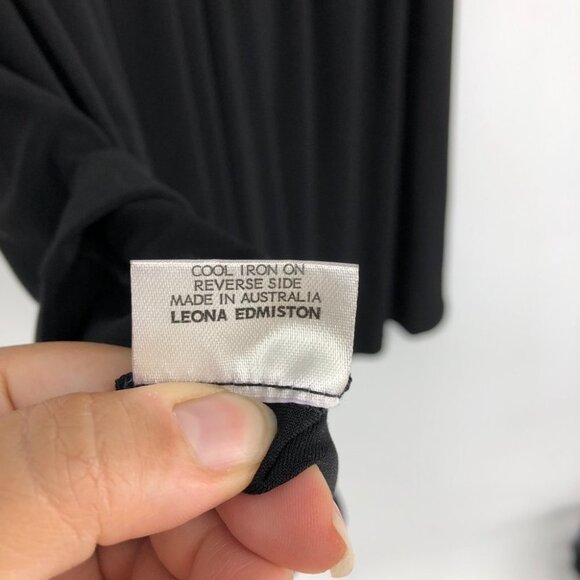 COOL IRON ON
REVERSE SIDE
MADE IN AUSTRALIA
LEONA EDMISTON